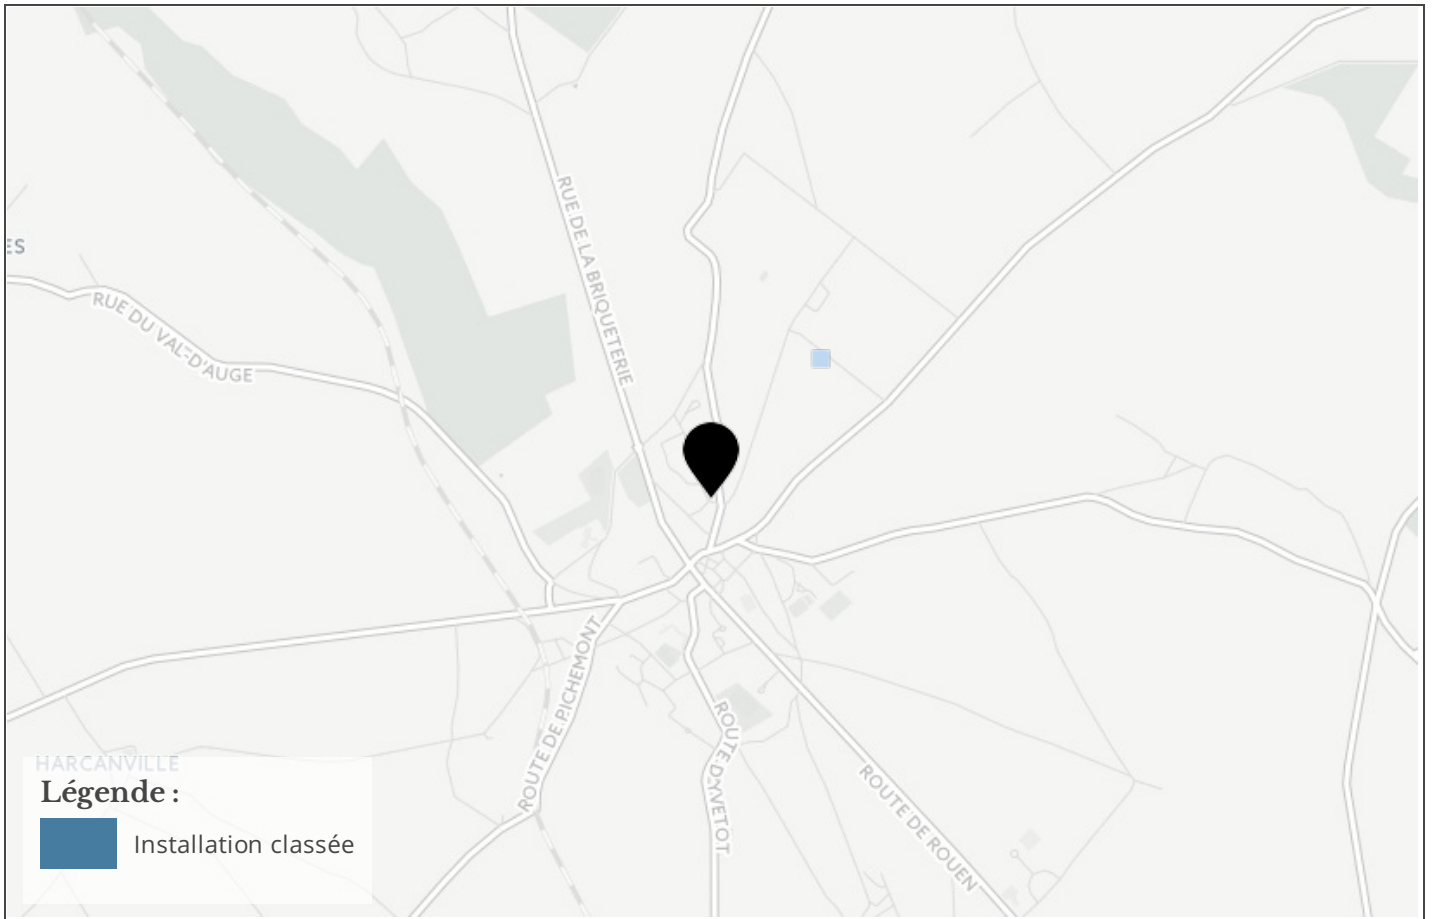 RUE DE LA BRIQUETERIE
ES
RUE DU VAL-D'AUGE
ROUTE DE PICHEMONT
ROUTE D'YVETOT
ROUTE DE ROUEN
HARCANVILLE
Légende :
Installation classée